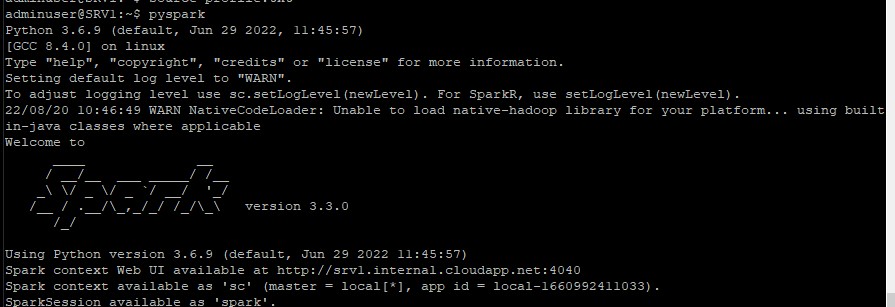 adminuser@SRV1:~$ source profile.sh
adminuser@SRV1:~$ pyspark
Python 3.6.9 (default, Jun 29 2022, 11:45:57)
[GCC 8.4.0] on linux
Type "help", "copyright", "credits" or "license" for more information.
Setting default log level to "WARN".
To adjust logging level use sc.setLogLevel(newLevel). For SparkR, use setLogLevel(newLevel).
22/08/20 10:46:49 WARN NativeCodeLoader: Unable to load native-hadoop library for your platform... using built
in-java classes where applicable
Welcome to
      ____              __
     / __/__  ___ _____/ /__
    _\ \/ _ \/ _ `/ __/  '_/
   /__ / .__/\_,_/_/ /_/\_\   version 3.3.0
      /_/
Using Python version 3.6.9 (default, Jun 29 2022 11:45:57)
Spark context Web UI available at http://srv1.internal.cloudapp.net:4040
Spark context available as 'sc' (master = local[*], app id = local-1660992411033).
SparkSession available as 'spark'.